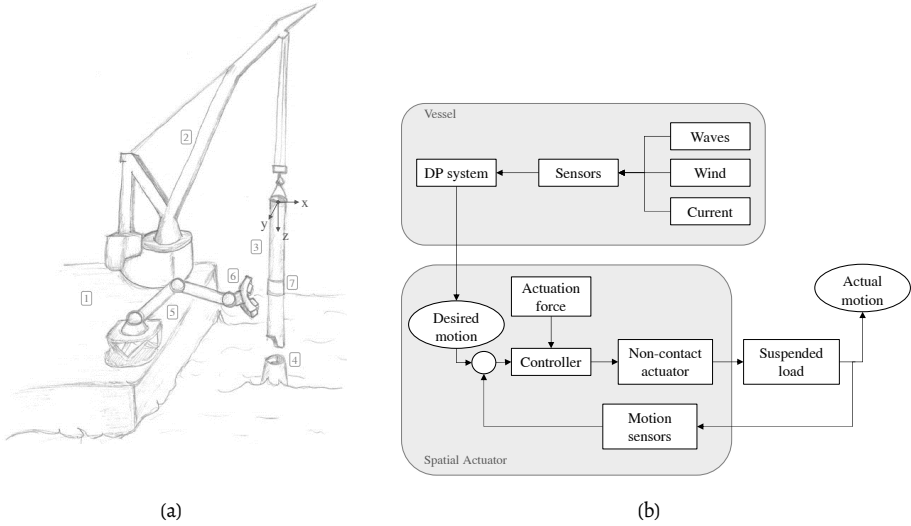 2
x
y
z
3
6
7
1
5
4
(a)
Vessel
Waves
DP system
Sensors
Wind
Current
Actual
motion
Actuation
force
Desired
motion
Controller
Non-contact
actuator
Suspended
load
Motion
sensors
Spatial Actuator
(b)